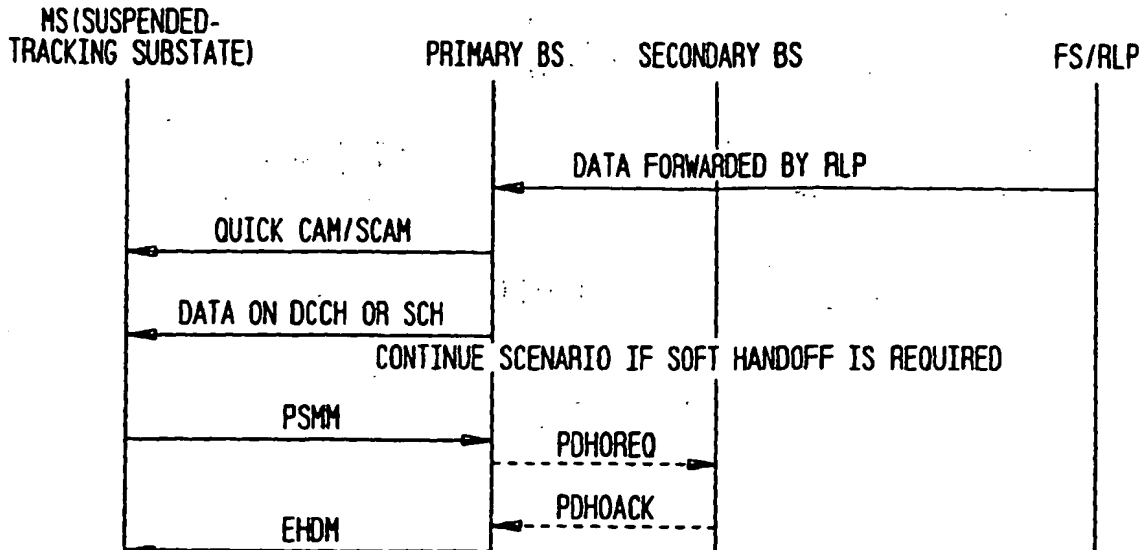 MS(SUSPENDED-
TRACKING SUBSTATE)
PRIMARY BS
SECONDARY BS
FS/RLP
DATA FORWARDED BY RLP
QUICK CAM/SCAM
DATA ON DCCH OR SCH
CONTINUE SCENARIO IF SOFT HANDOFF IS REQUIRED
PSMM
PDHOREQ
PDHOACK
EHDM